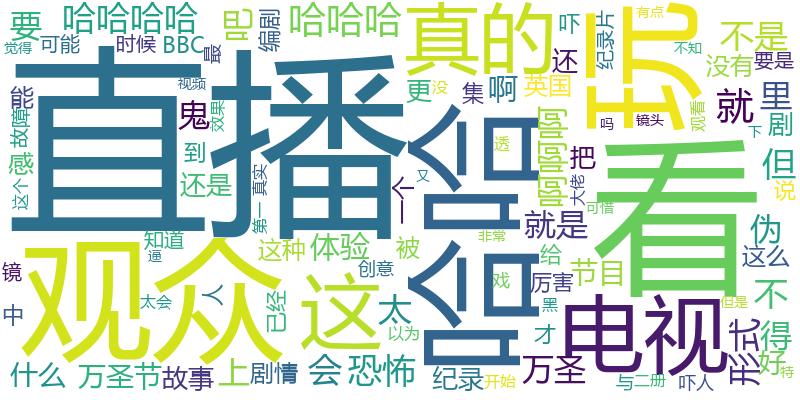 要
哈哈哈哈
吧
哈哈哈
真的
玩
有点
吓
纪录片
不是
不知
觉得
可能
时候
BBC
最
编剧
还
没有
要是
能
直播
视频
更
没
集
啊
英国
就
里
故障
鬼
效果
哈哈
啊啊啊
吗
镜头
观看
下
剧
这个
感
到
还是
真实
第一
一个
又
透
把
大佬
看
但
说
可惜
就是
伪
观众
知道
逼
这种
体验
被
非常
给
节目
这么
镜
中
太会
人
已经
这
创意
太
以为
戏
厉害
黑
才
电视
但是
不
得
形式
好
特
什么
万圣节
故事
上
剧情
会
恐怖
纪录
开始
万圣
与二册
吓人